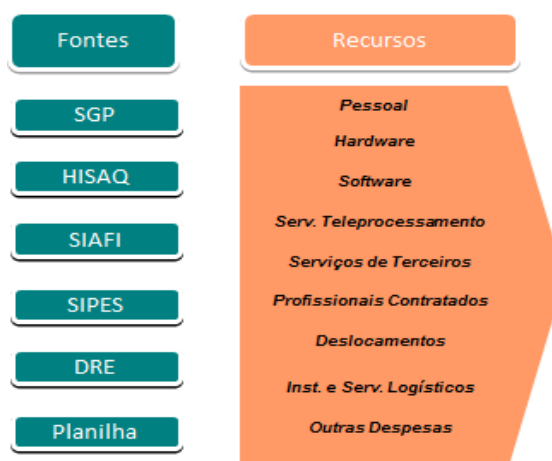 Fontes
SGP
HISAQ
SIAFI
SIPES
DRE
Planilha
Recursos
Pessoal
Hardware
Software
Serv. Teleprocessamento
Serviços de Terceiros
Profissionais Contratados
Deslocamentos
Inst. e Serv. Logísticos
Outras Despesas